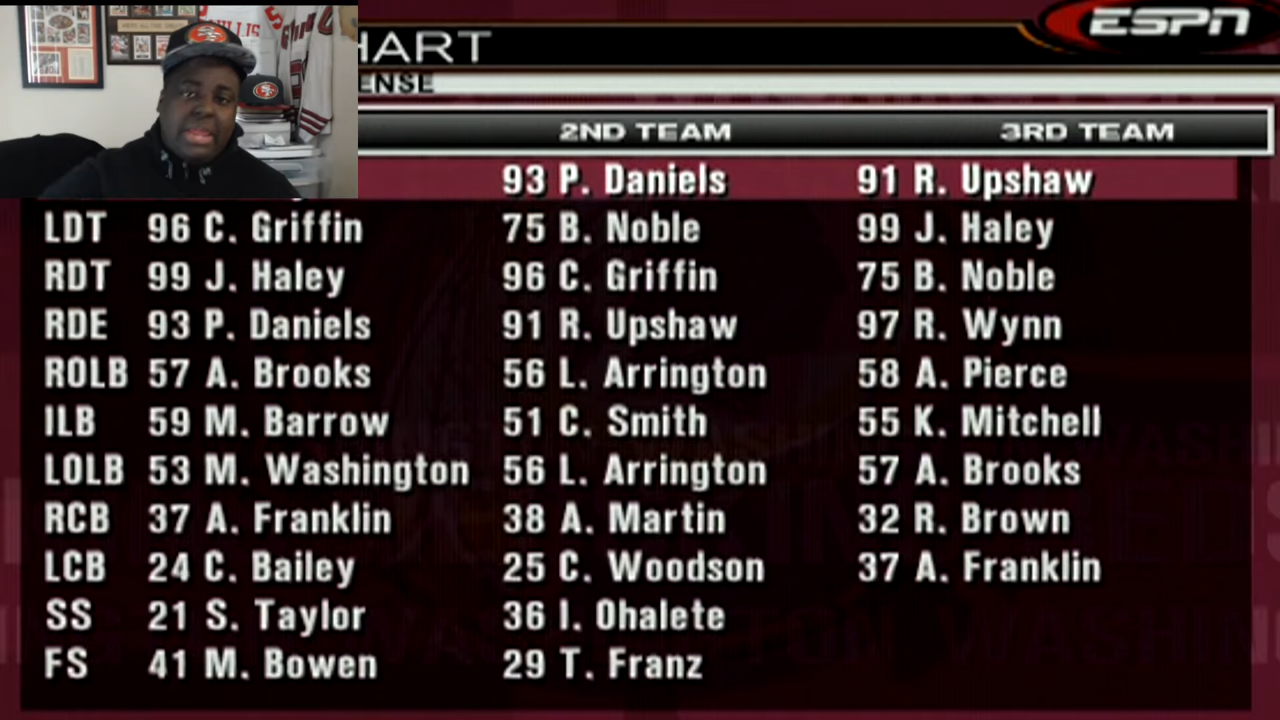 ESPN
HART
ENSE
2ND TEAM 3RD TEAM
93 P. Daniels 91 R. Upshaw
LDT 96 C. Griffin 75 B. Noble 99 J. Haley
RDT 99 J. Haley 96 C. Griffin 75 B. Noble
RDE 93 P. Daniels 91 R. Upshaw 97 R. Wynn
ROLB 57 A. Brooks 56 L. Arrington 58 A. Pierce
ILB 59 M. Barrow 51 C. Smith 55 K. Mitchell
LOLB 53 M. Washington 56 L. Arrington 57 A. Brooks
RCB 37 A. Franklin 38 A. Martin 32 R. Brown
LCB 24 C. Bailey 25 C. Woodson 37 A. Franklin
SS 21 S. Taylor 36 I. Ohalete
FS 41 M. Bowen 29 T. Franz